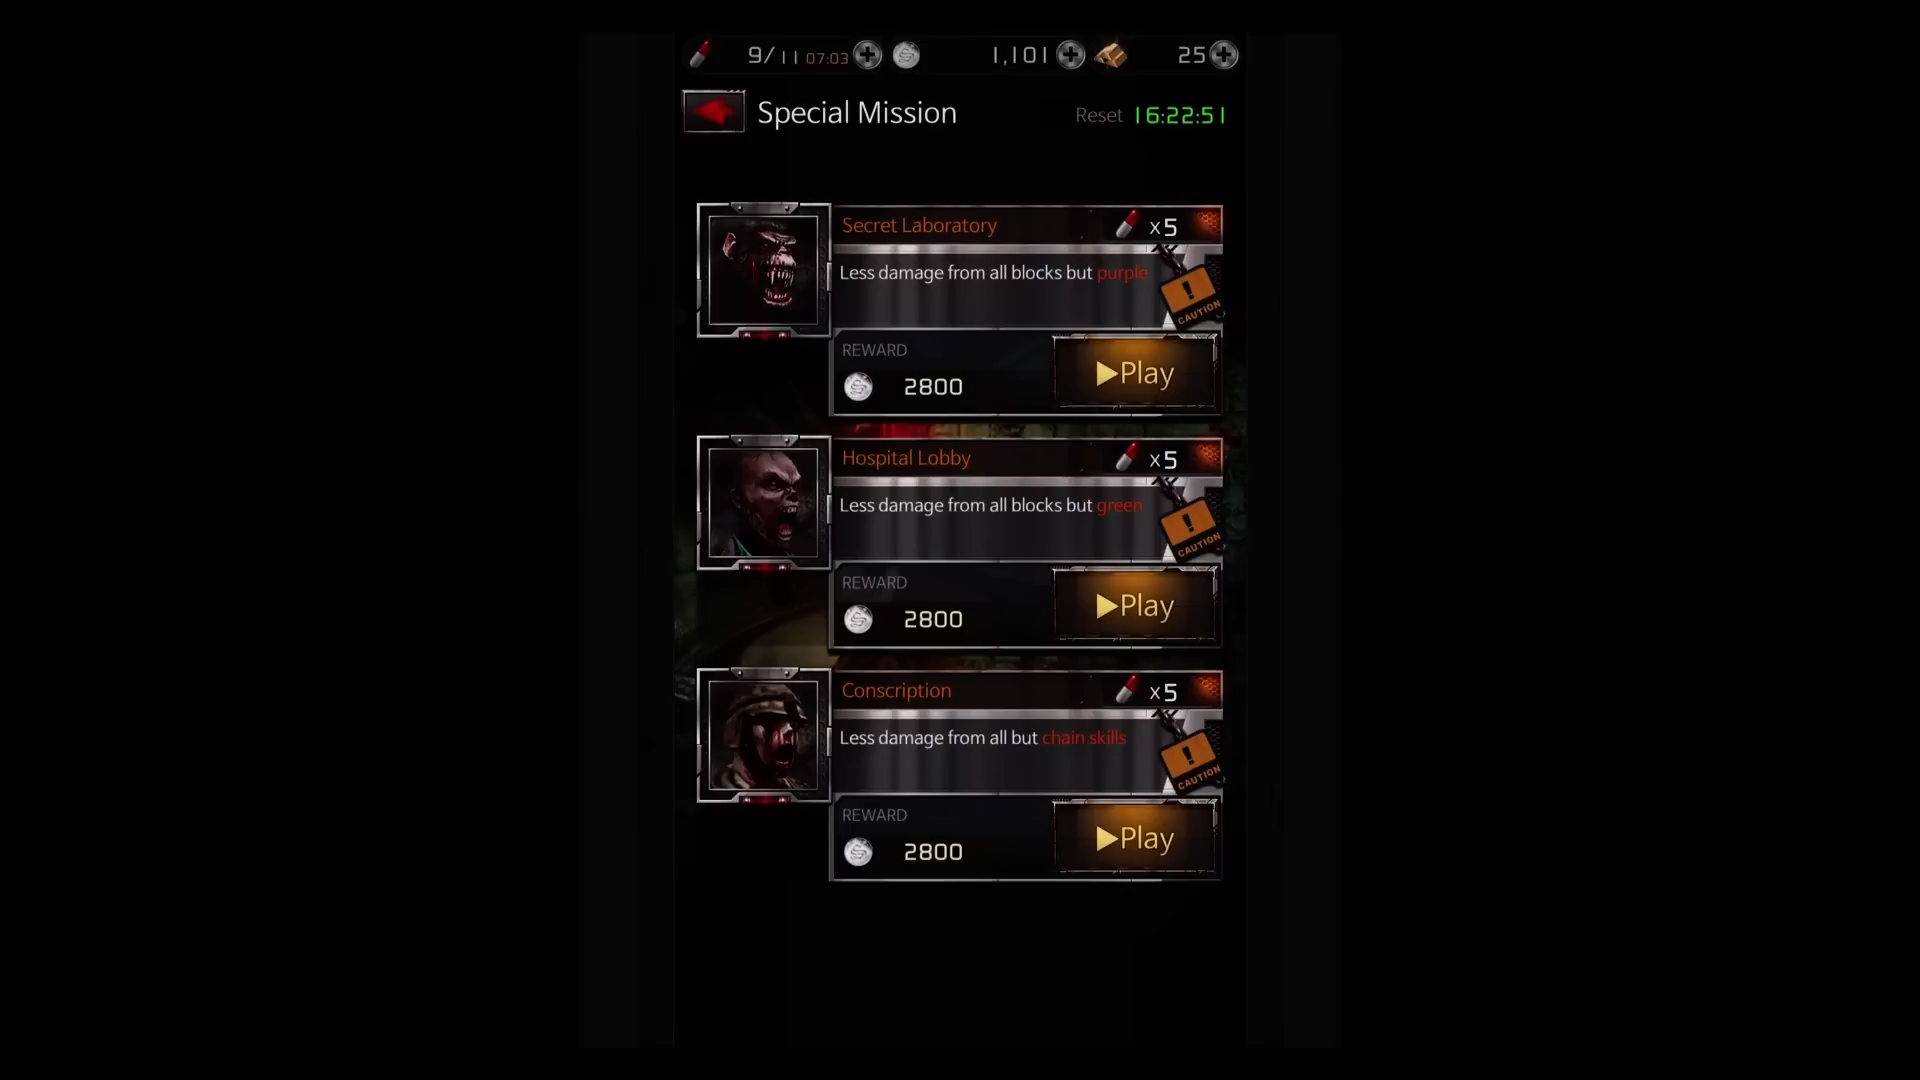 9/11 07:03 1,101 25
Special Mission Reset 16:22:51
Secret Laboratory x5
Less damage from all blocks but purple
CAUTION
REWARD
2800
Play
Hospital Lobby x5
Less damage from all blocks but green
CAUTION
REWARD
2800
Play
Conscription x5
Less damage from all but chain skills
CAUTION
REWARD
2800
Play